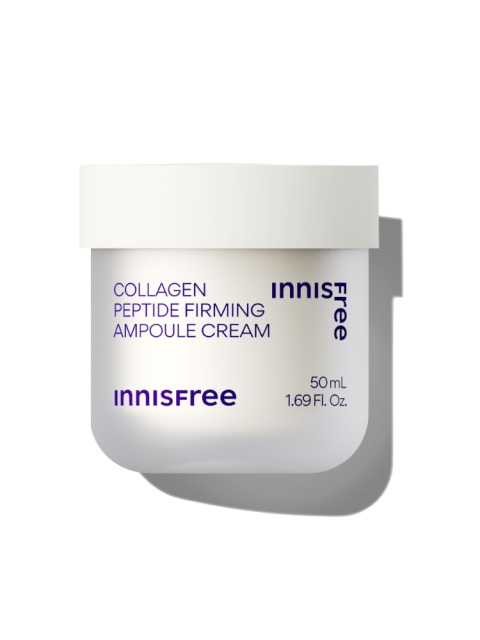 COLLAGEN
PEPTIDE FIRMING
AMPOULE CREAM
INNISFree
INNISFree
50 mL
1.69 Fl. Oz.